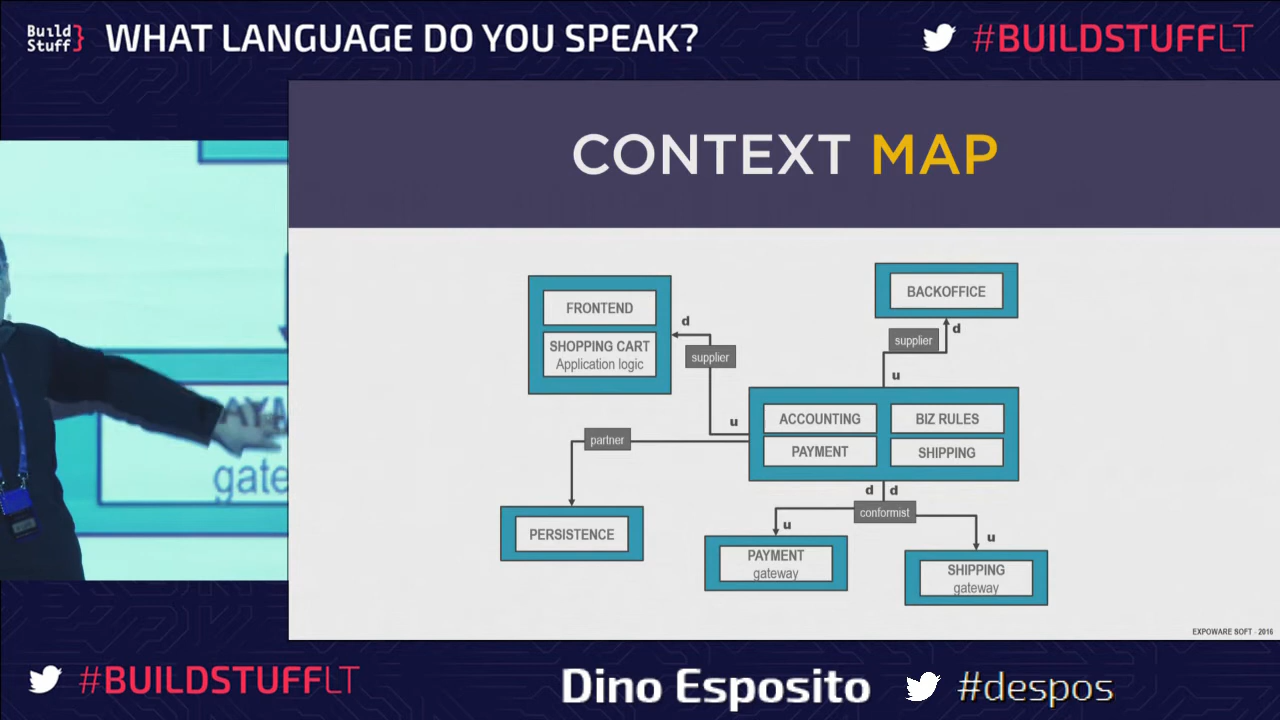 Build
Stuff
WHAT LANGUAGE DO YOU SPEAK?
#BUILDSTUFFLT
CONTEXT MAP
BACKOFFICE
FRONTEND
d
SHOPPING CART
Application logic
supplier
d
supplier
u
ACCOUNTING
BIZ RULES
u
partner
PAYMENT
SHIPPING
gate
d
d
conformist
u
PERSISTENCE
u
PAYMENT
gateway
SHIPPING
gateway
EXPOWARE SOFT - 2016
#BUILDSTUFFLT
Dino Esposito
#despos